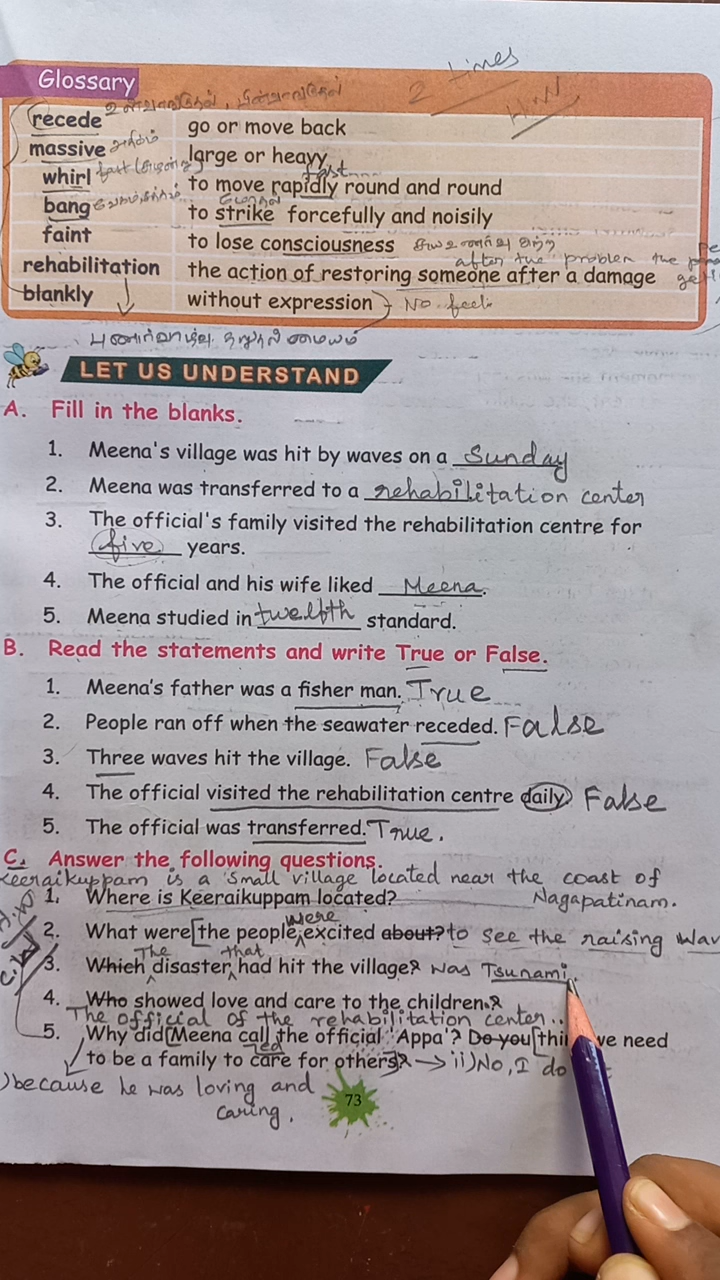 2 times
Glossary
H.W
recede go or move back
massive அதிகம் large or heavy
fast
whirl to move rapidly round and round
bang to strike forcefully and noisily
faint to lose consciousness
after the problem the
rehabilitation the action of restoring someone after a damage
blankly without expression → No feeli
LET US UNDERSTAND
A. Fill in the blanks.
1. Meena's village was hit by waves on a Sunday
2. Meena was transferred to a rehabilitation center
3. The official's family visited the rehabilitation centre for
five years.
4. The official and his wife liked Meena.
5. Meena studied in twelfth standard.
B. Read the statements and write True or False.
1. Meena's father was a fisher man. True
2. People ran off when the seawater receded. False
3. Three waves hit the village. False
4. The official visited the rehabilitation centre daily. False
5. The official was transferred. True.
C. Answer the following questions.
Keeraikuppam is a small village located near the coast of
1. Where is Keeraikuppam located? Nagapatinam.
were
2. What were [the people excited about? to see the raising wav
The that
3. Which disaster had hit the village? was Tsunami.
4. Who showed love and care to the children?
The official of the rehabilitation center..
5. Why did [Meena call the official 'Appa'? Do you [thi we need
ed
to be a family to care for others]? → ii) No, I do
) because he was loving and
caring.
73